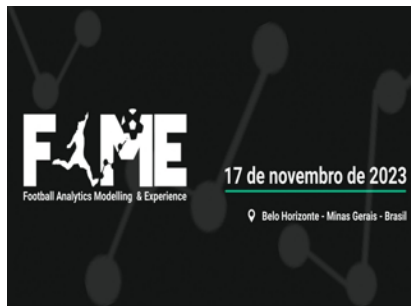 FAME
Football Analytics Modelling & Experience
17 de novembro de 2023
Belo Horizonte - Minas Gerais - Brasil